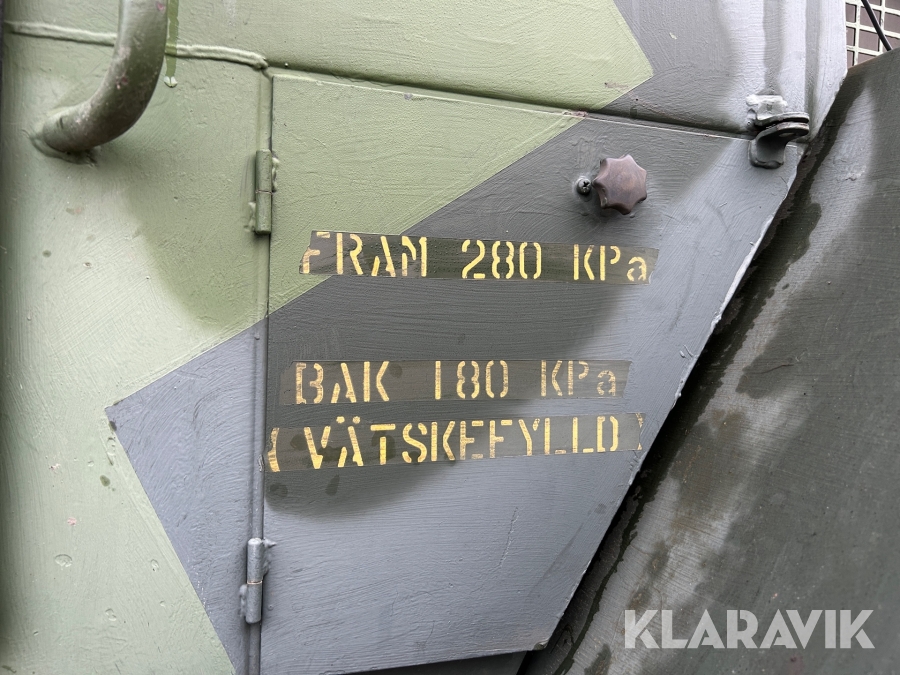 FRAM 280 KPa
BAK 180 KPa
(VÄTSKEFYLLD)
KLARAVIK